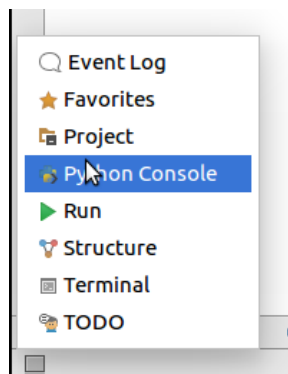 Event Log
Favorites
Project
Python Console
Run
Structure
Terminal
TODO